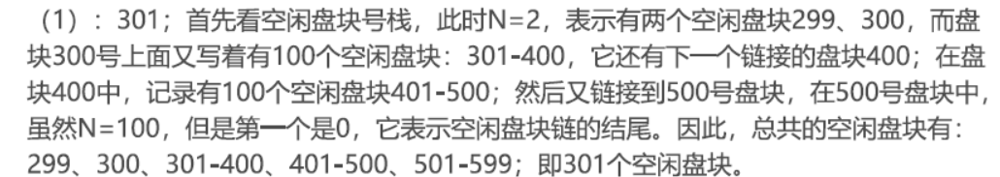 （1）：301；首先看空闲盘块号栈，此时N=2，表示有两个空闲盘块299、300，而盘
块300号上面又写着有100个空闲盘块：301-400，它还有下一个链接的盘块400；在盘
块400中，记录有100个空闲盘块401-500；然后又链接到500号盘块，在500号盘块中，
虽然N=100，但是第一个是0，它表示空闲盘块链的结尾。因此，总共的空闲盘块有：
299、300、301-400、401-500、501-599；即301个空闲盘块。